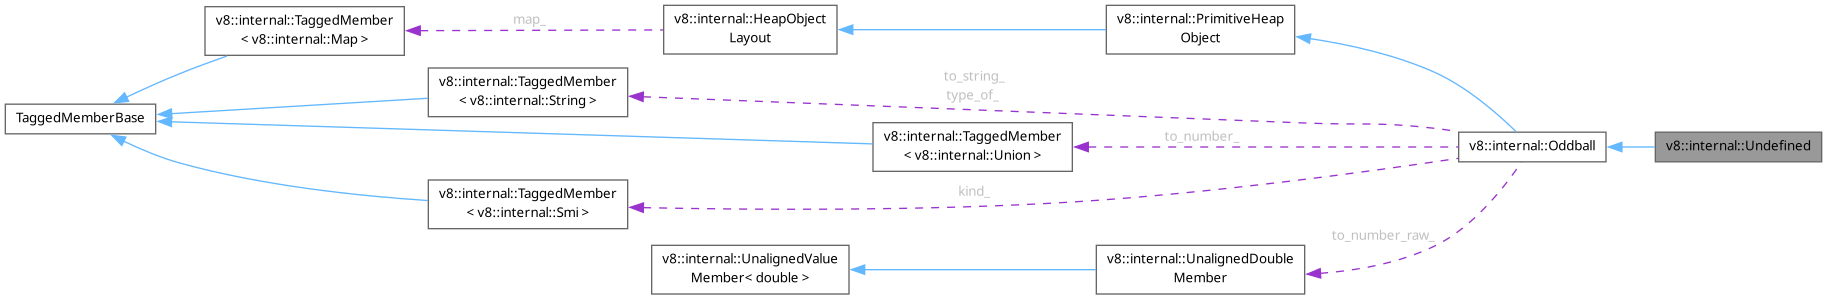 v8::internal::TaggedMember
< v8::internal::Map >
map_
v8::internal::HeapObject
Layout
v8::internal::PrimitiveHeap
Object
v8::internal::TaggedMember
< v8::internal::String >
to_string_
type_of_
TaggedMemberBase
v8::internal::TaggedMember
< v8::internal::Union >
to_number_
v8::internal::Oddball
v8::internal::Undefined
v8::internal::TaggedMember
< v8::internal::Smi >
kind_
to_number_raw_
v8::internal::UnalignedValue
Member< double >
v8::internal::UnalignedDouble
Member